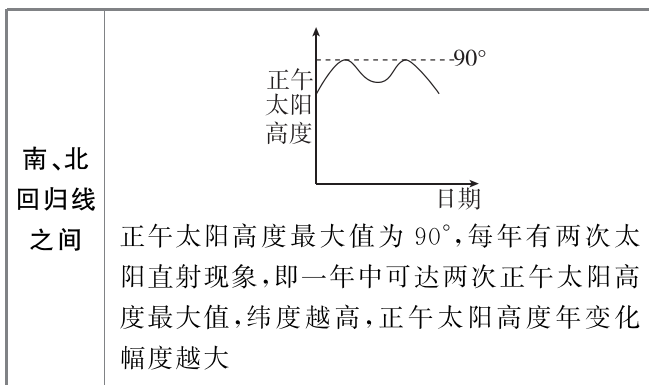 90°
正午
太阳
高度
日期
南、北
回归线
之间
正午太阳高度最大值为 90°,每年有两次太
阳直射现象,即一年中可达两次正午太阳高
度最大值,纬度越高,正午太阳高度年变化
幅度越大